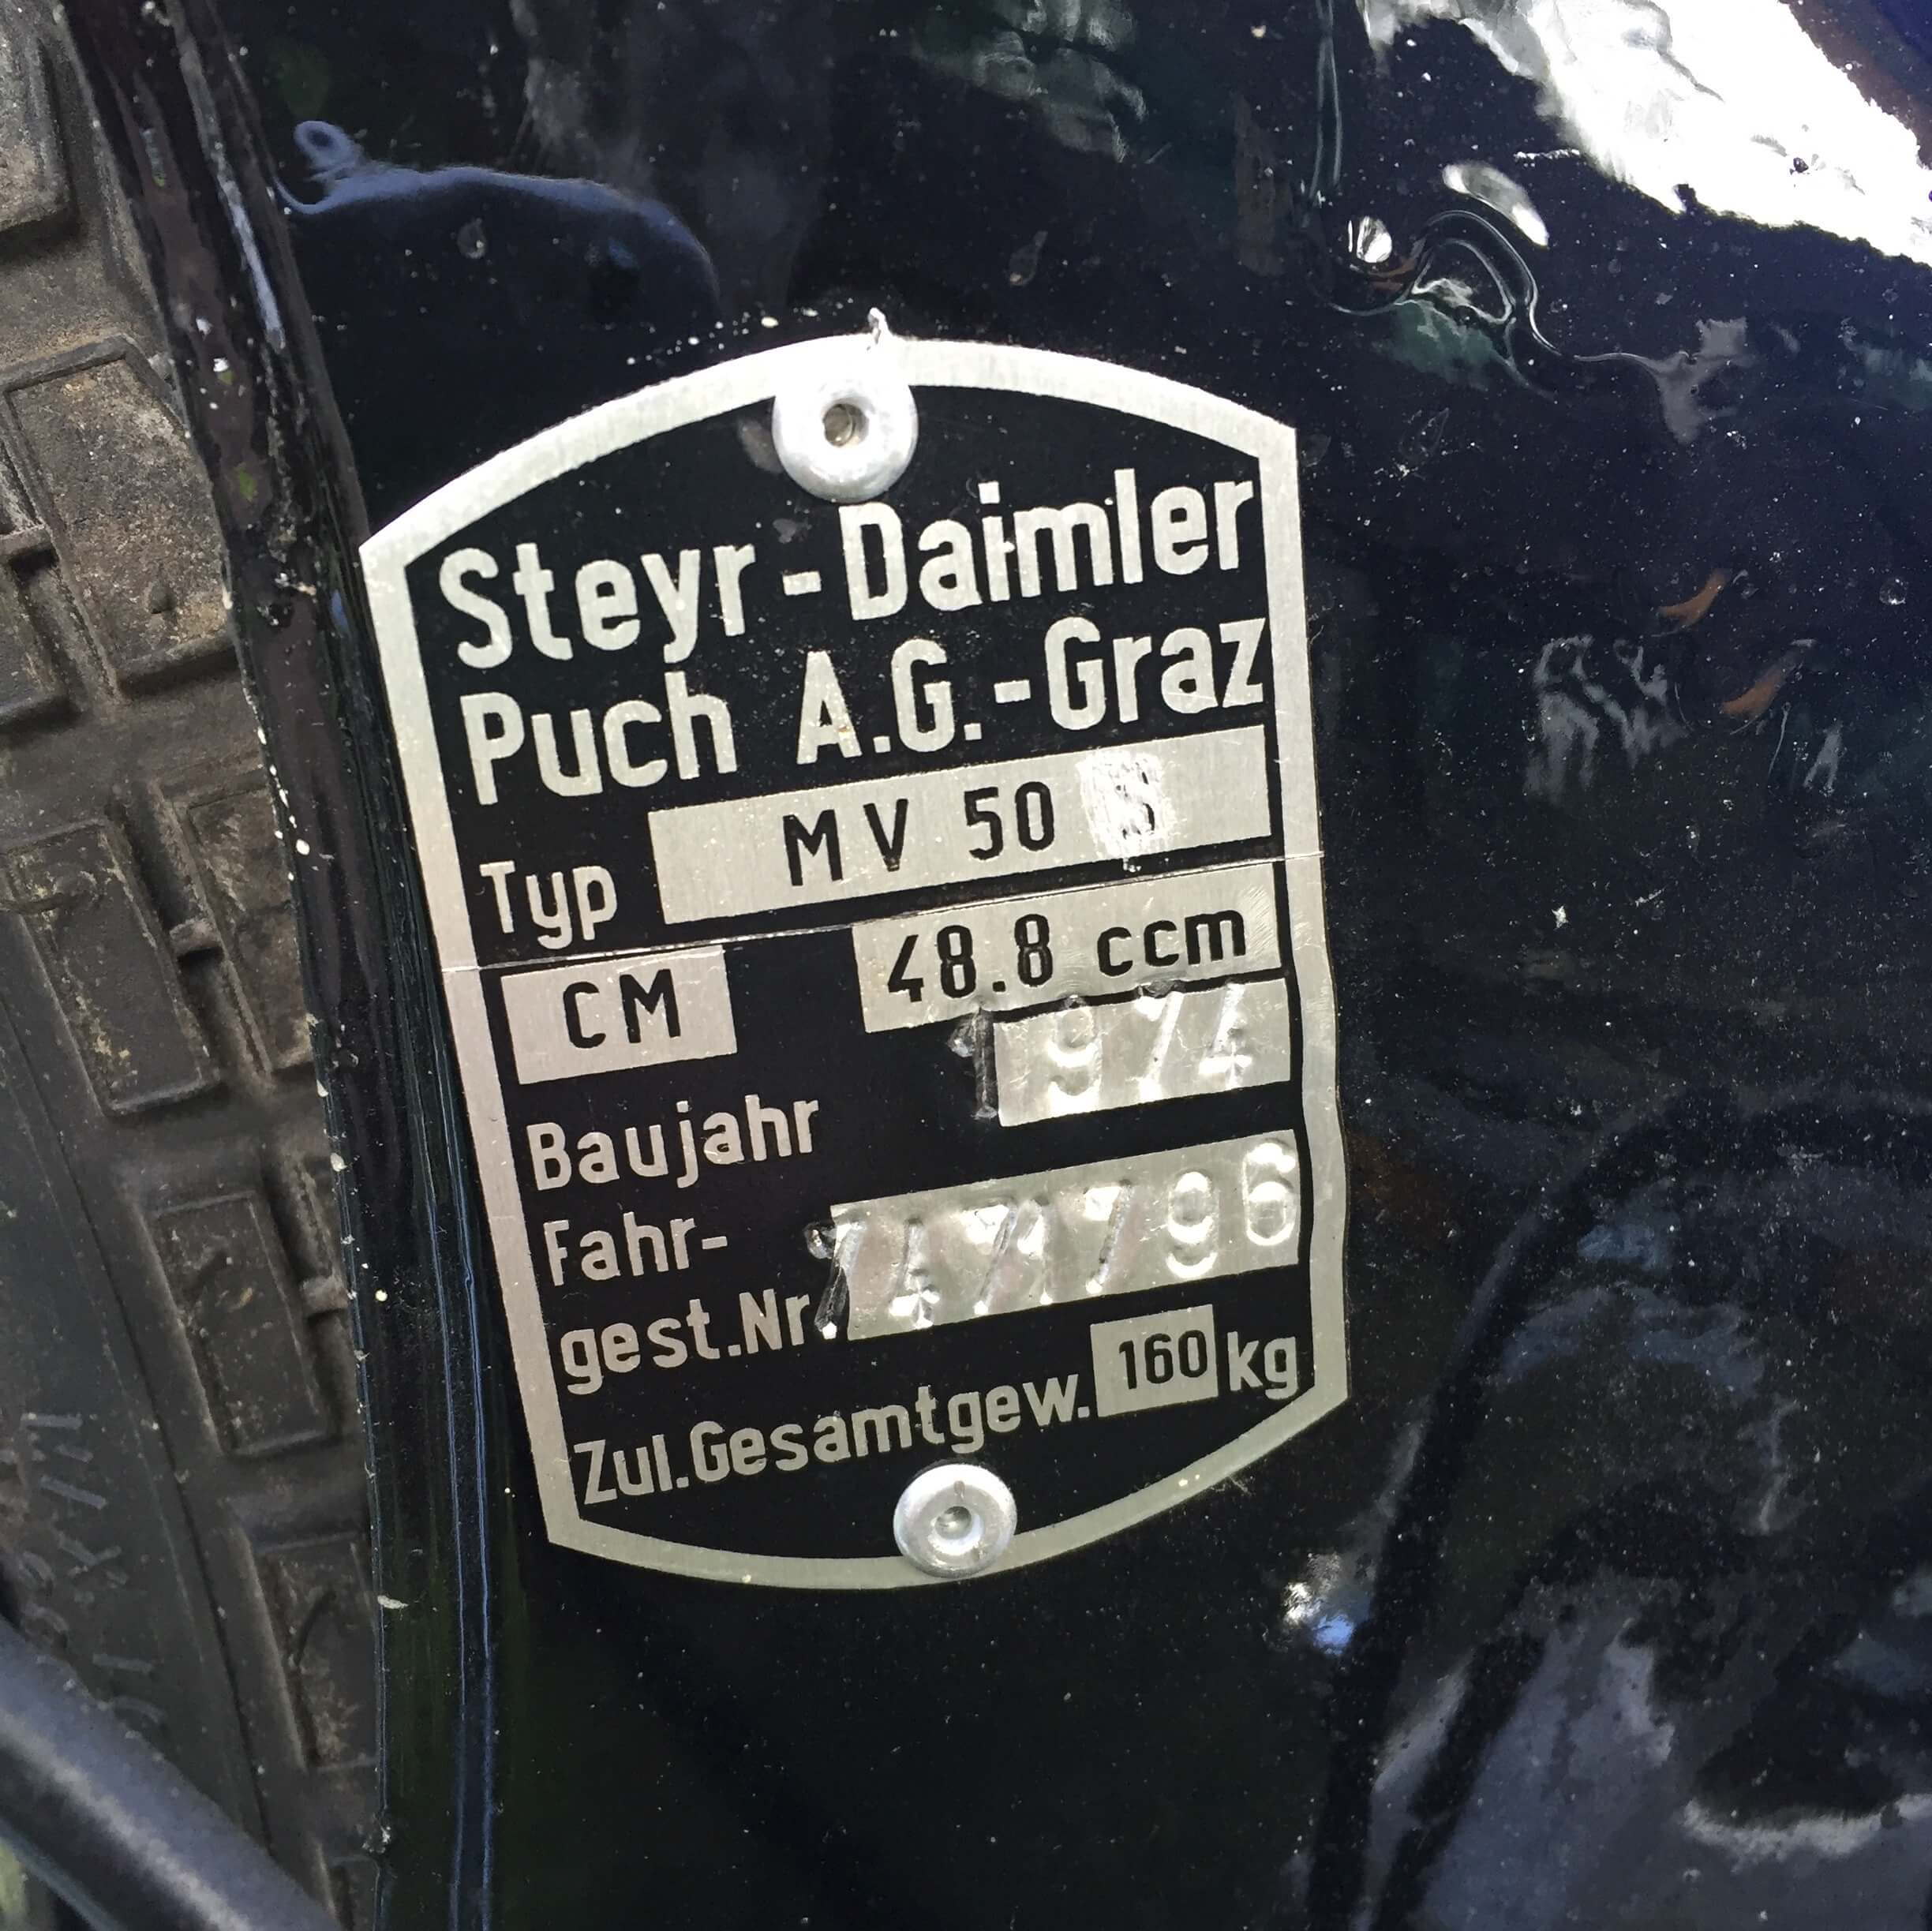 Steyr-Daimler
Puch A.G.-Graz
Typ MV 50
CM 48.8 ccm
Baujahr 1974
Fahr-
gest.Nr. 7471796
Zul.Gesamtgew. 160 kg